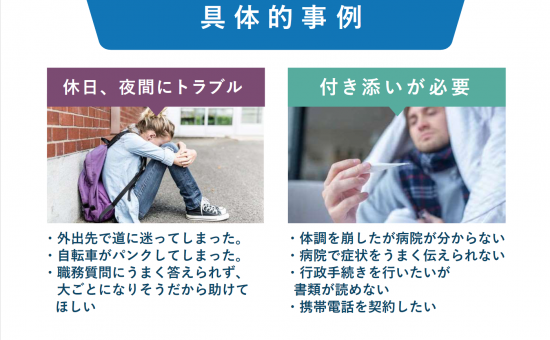 具体的事例
休日、夜間にトラブル
・外出先で道に迷ってしまった。
・自転車がパンクしてしまった。
・職務質問にうまく答えられず、
大ごとになりそうだから助けて
ほしい
付き添いが必要
・体調を崩したが病院が分からない
・病院で症状をうまく伝えられない
・行政手続きを行いたいが
書類が読めない
・携帯電話を契約したい